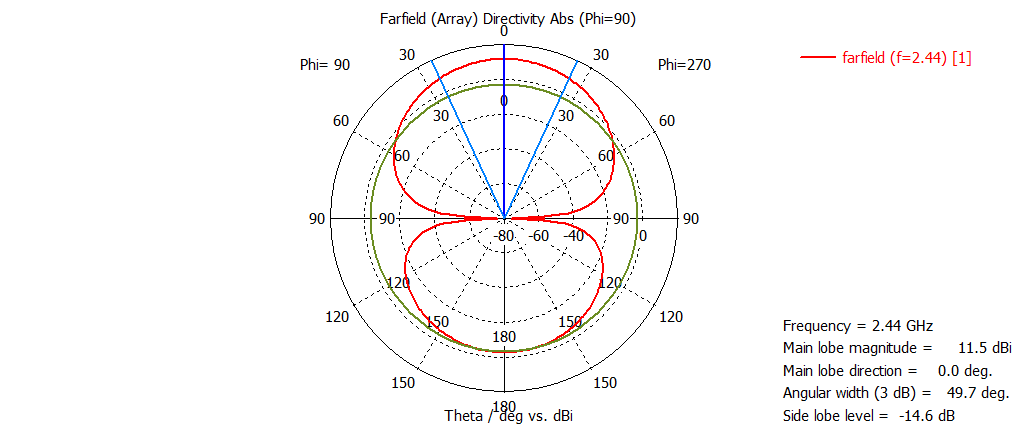 Farfield (Array) Directivity Abs (Phi=90)
0
30
30
Phi= 90
Phi=270
farfield (f=2.44) [1]
0
30
30
60
60
60
60
90
90
90
90
-80
-60
-40
0
120
120
120
120
150
150
180
150
150
180
Theta / deg vs. dBi
Frequency = 2.44 GHz
Main lobe magnitude = 11.5 dBi
Main lobe direction = 0.0 deg.
Angular width (3 dB) = 49.7 deg.
Side lobe level = -14.6 dB